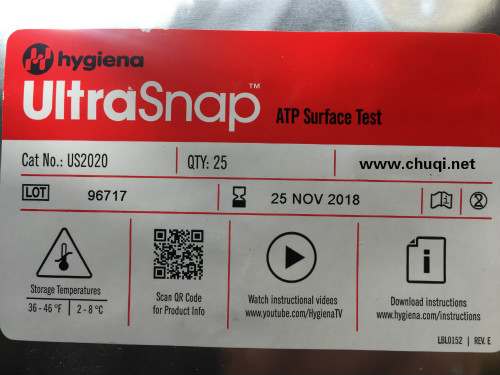 hygiena
UltraSnap™ ATP Surface Test
Cat No.: US2020 QTY: 25 www.chuqi.net
LOT 96717 25 NOV 2018
Storage Temperatures
36 - 46 °F | 2 - 8 °C
Scan QR Code
for Product Info
Watch instructional videos
www.youtube.com/HygienaTV
Download instructions
www.hygiena.com/instructions
LBL0152 | REV. E